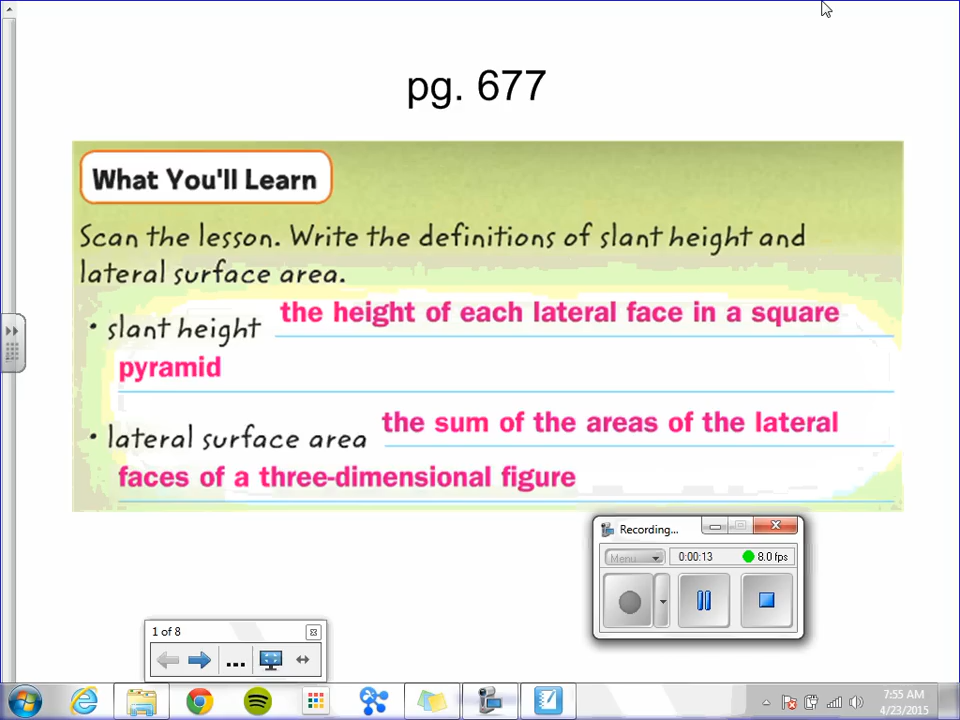 pg. 677
What You'll Learn
Scan the lesson. Write the definitions of slant height and
lateral surface area.
• slant height the height of each lateral face in a square
pyramid
• lateral surface area the sum of the areas of the lateral
faces of a three-dimensional figure
Recording...
Menu 0:00:13 8.0 fps
1 of 8
...
7:55 AM
4/23/2015